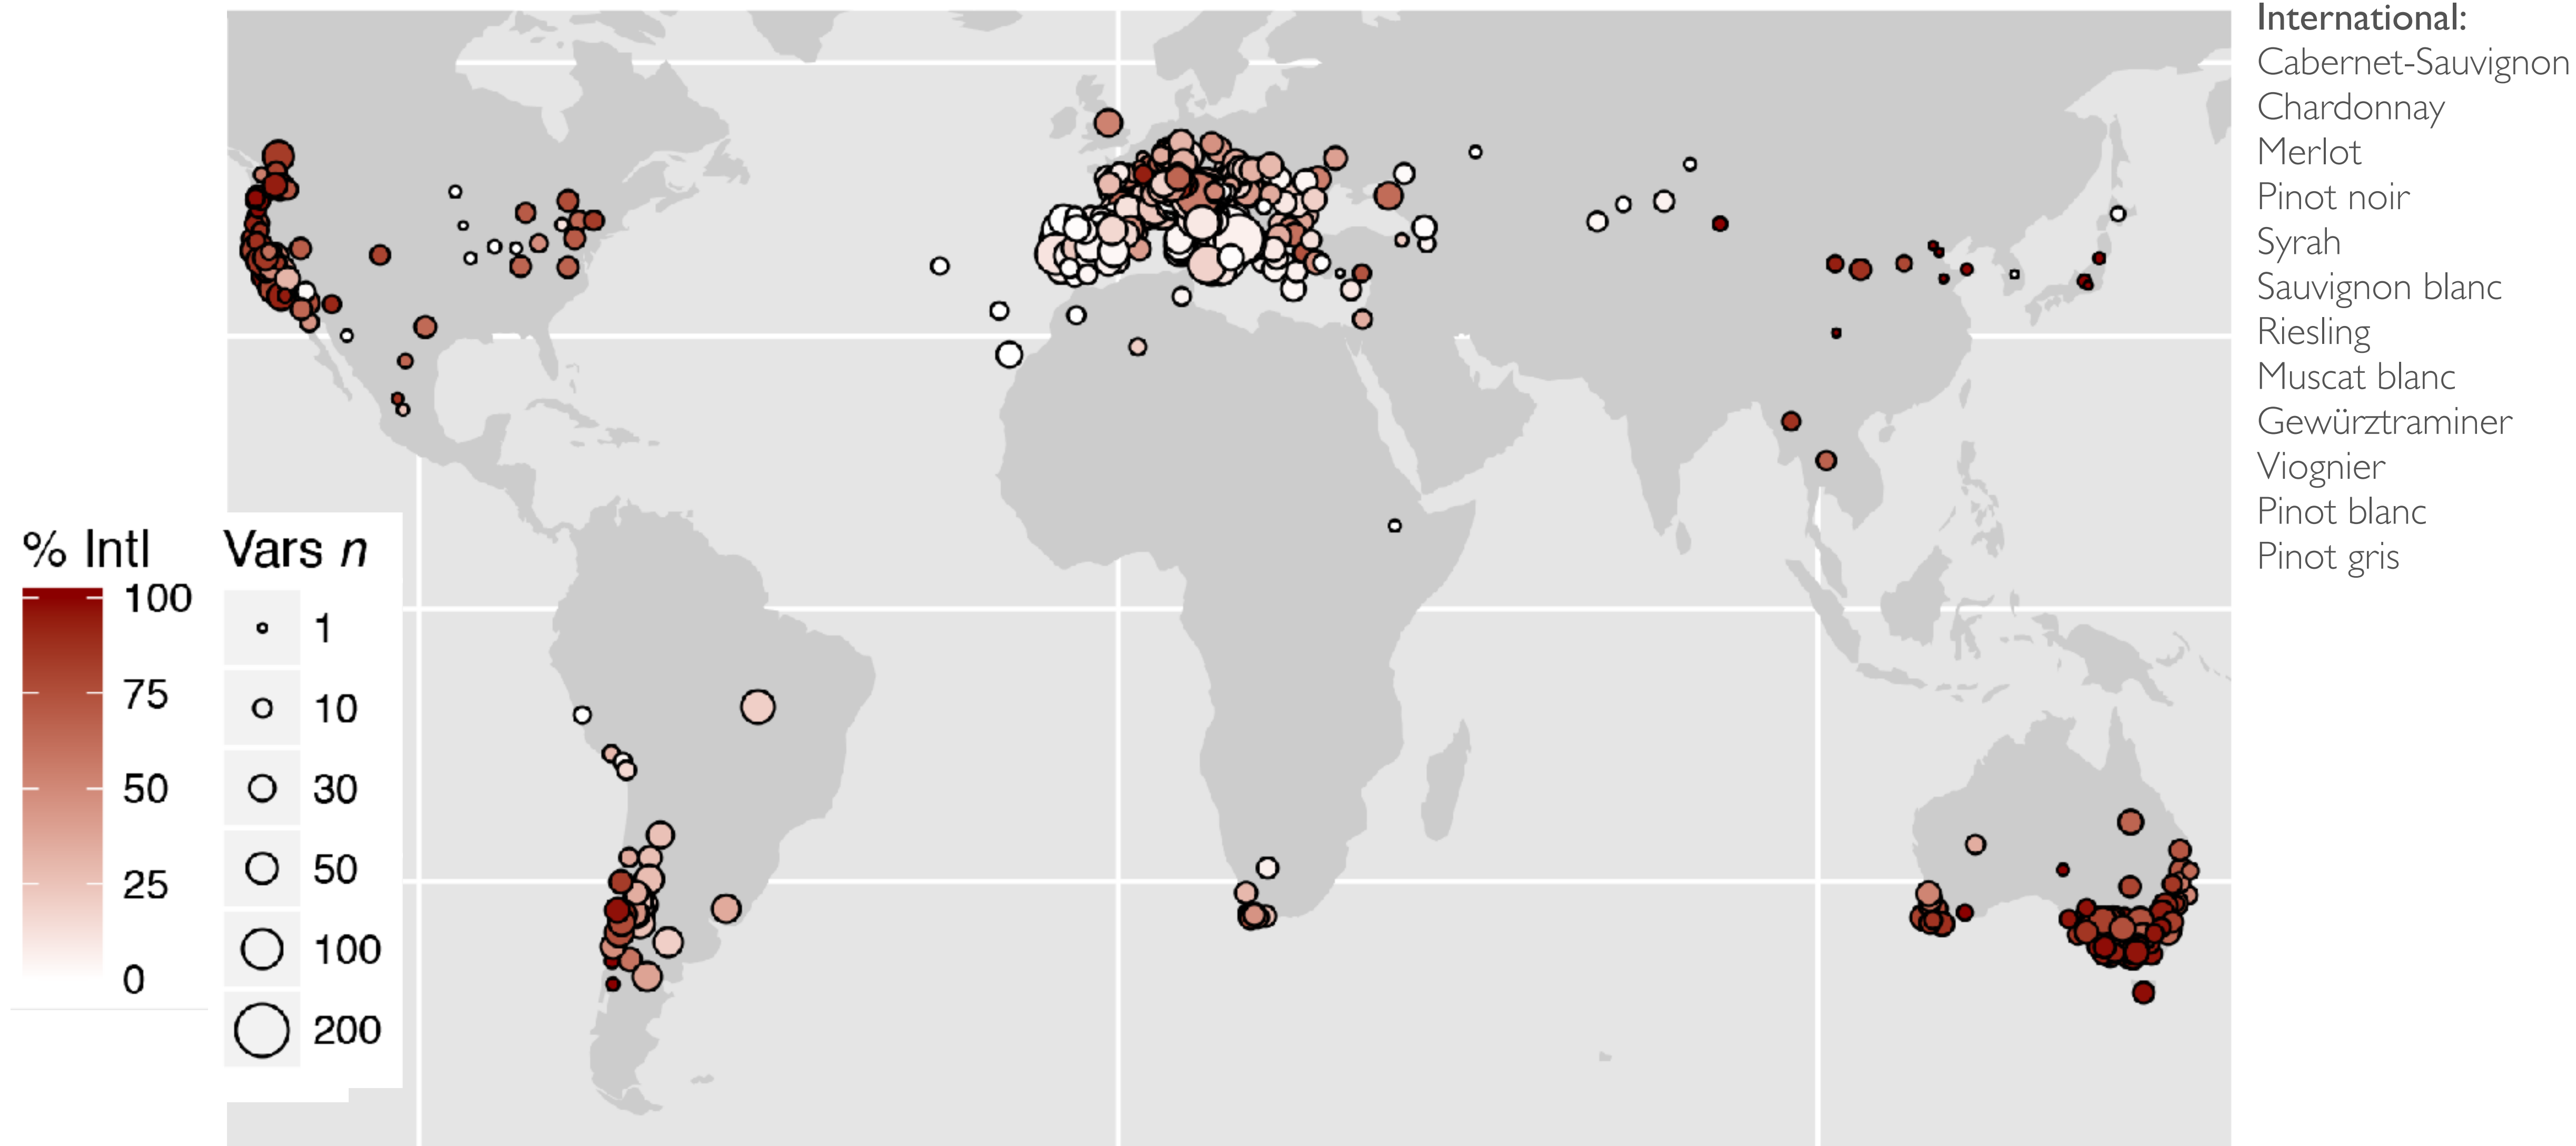 International:
Cabernet-Sauvignon
Chardonnay
Merlot
Pinot noir
Syrah
Sauvignon blanc
Riesling
Muscat blanc
Gewürztraminer
Viognier
Pinot blanc
Pinot gris
% Intl
100
75
50
25
0
Vars n
1
10
30
50
100
200